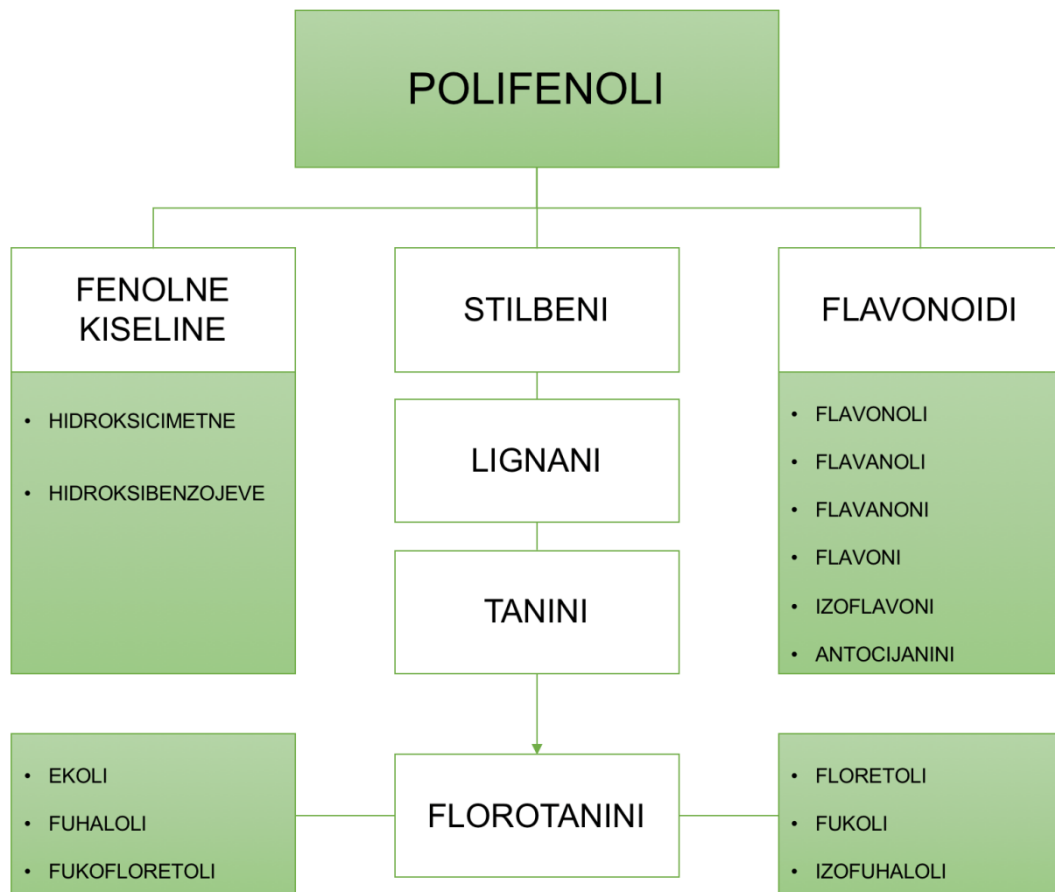 POLIFENOLI
FENOLNE
KISELINE
• HIDROKSICIMETNE
• HIDROKSIBENZOJEVE
STILBENI
LIGNANI
TANINI
FLAVONOIDI
• FLAVONOLI
• FLAVANOLI
• FLAVANONI
• FLAVONI
• IZOFLAVONI
• ANTOCIJANINI
• EKOLI
• FUHALOLI
• FUKOFLORETOLI
FLOROTANINI
• FLORETOLI
• FUKOLI
• IZOFUHALOLI